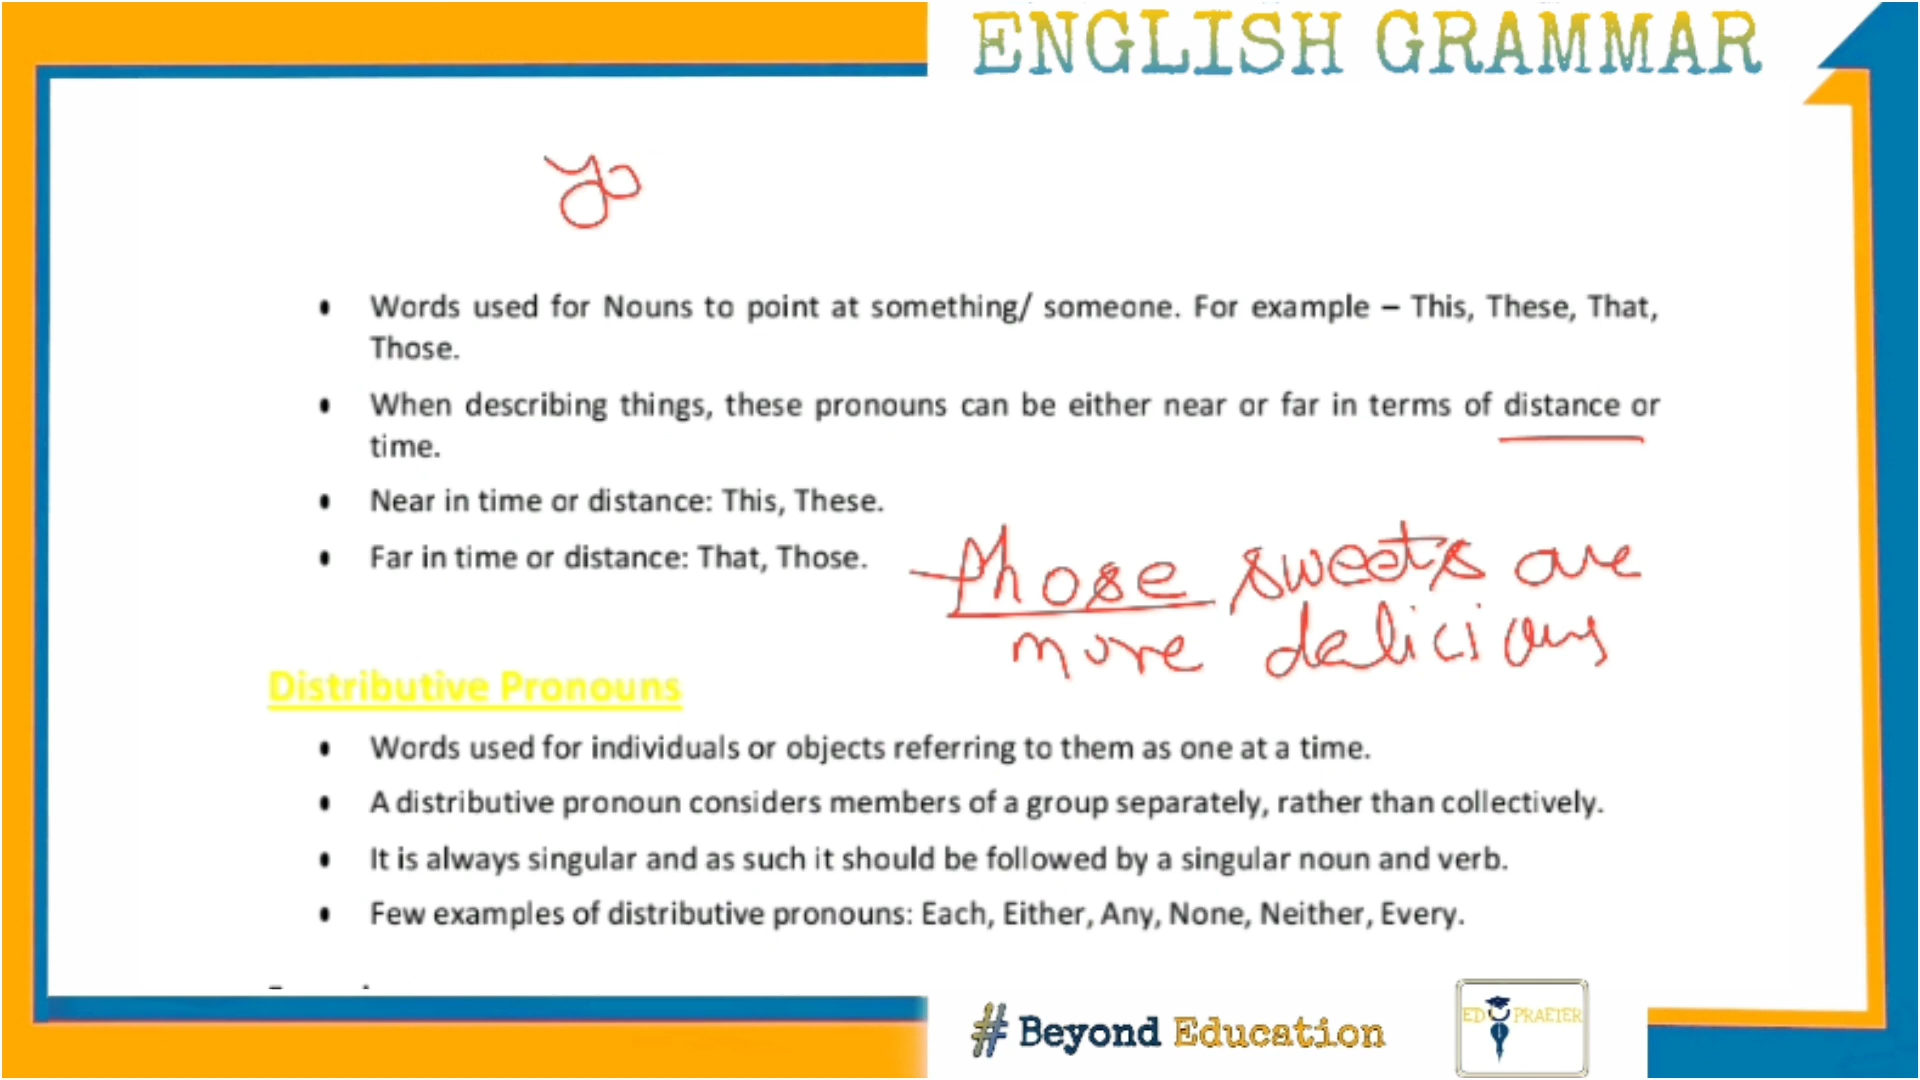 ENGLISH GRAMMAR
• Words used for Nouns to point at something/ someone. For example – This, These, That,
Those.
• When describing things, these pronouns can be either near or far in terms of distance or
time.
• Near in time or distance: This, These.
• Far in time or distance: That, Those.
Those sweets are
more delicious
Distributive Pronouns
• Words used for individuals or objects referring to them as one at a time.
• A distributive pronoun considers members of a group separately, rather than collectively.
• It is always singular and as such it should be followed by a singular noun and verb.
• Few examples of distributive pronouns: Each, Either, Any, None, Neither, Every.
# Beyond Education
EDUPRAETER